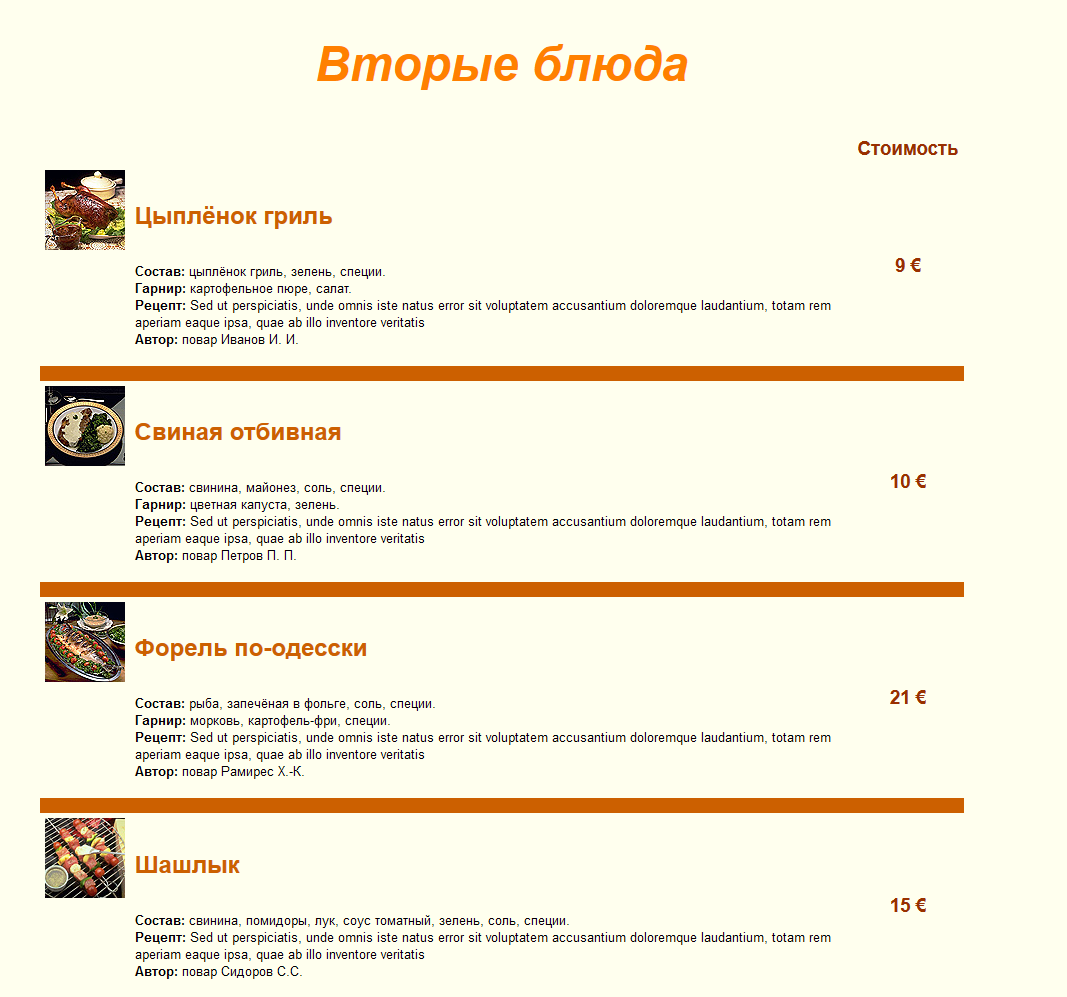 Вторые блюда
Стоимость
Цыплёнок гриль
Состав: цыплёнок гриль, зелень, специи.
Гарнир: картофельное пюре, салат.
Рецепт: Sed ut perspiciatis, unde omnis iste natus error sit voluptatem accusantium doloremque laudantium, totam rem
aperiam eaque ipsa, quae ab illo inventore veritatis
Автор: повар Иванов И. И.
9 €
Свиная отбивная
Состав: свинина, майонез, соль, специи.
Гарнир: цветная капуста, зелень.
Рецепт: Sed ut perspiciatis, unde omnis iste natus error sit voluptatem accusantium doloremque laudantium, totam rem
aperiam eaque ipsa, quae ab illo inventore veritatis
Автор: повар Петров П. П.
10 €
Форель по-одесски
Состав: рыба, запечёная в фольге, соль, специи.
Гарнир: морковь, картофель-фри, специи.
Рецепт: Sed ut perspiciatis, unde omnis iste natus error sit voluptatem accusantium doloremque laudantium, totam rem
aperiam eaque ipsa, quae ab illo inventore veritatis
Автор: повар Рамирес Х.-К.
21 €
Шашлык
Состав: свинина, помидоры, лук, соус томатный, зелень, соль, специи.
Рецепт: Sed ut perspiciatis, unde omnis iste natus error sit voluptatem accusantium doloremque laudantium, totam rem
aperiam eaque ipsa, quae ab illo inventore veritatis
Автор: повар Сидоров С.С.
15 €